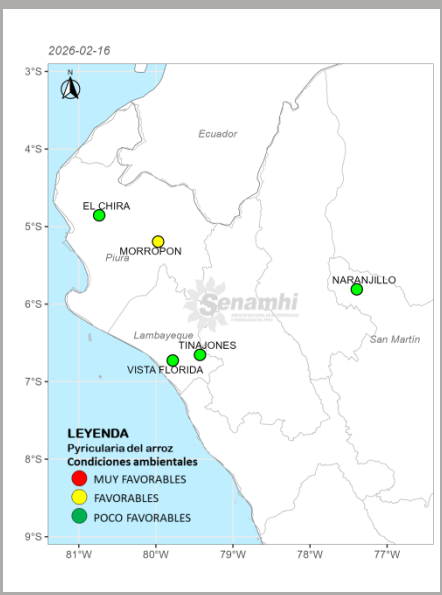 2026-02-16
3°S
N
Ecuador
4°S
EL CHIRA
5°S
MORROPON
Piura
NARANJILLO
6°S
Senamhi
Lambayeque
San Martín
TINAJONES
VISTA FLORIDA
7°S
LEYENDA
Pyricularia del arroz
Condiciones ambientales
8°S
MUY FAVORABLES
FAVORABLES
POCO FAVORABLES
9°S
81°W 80°W 79°W 78°W 77°W